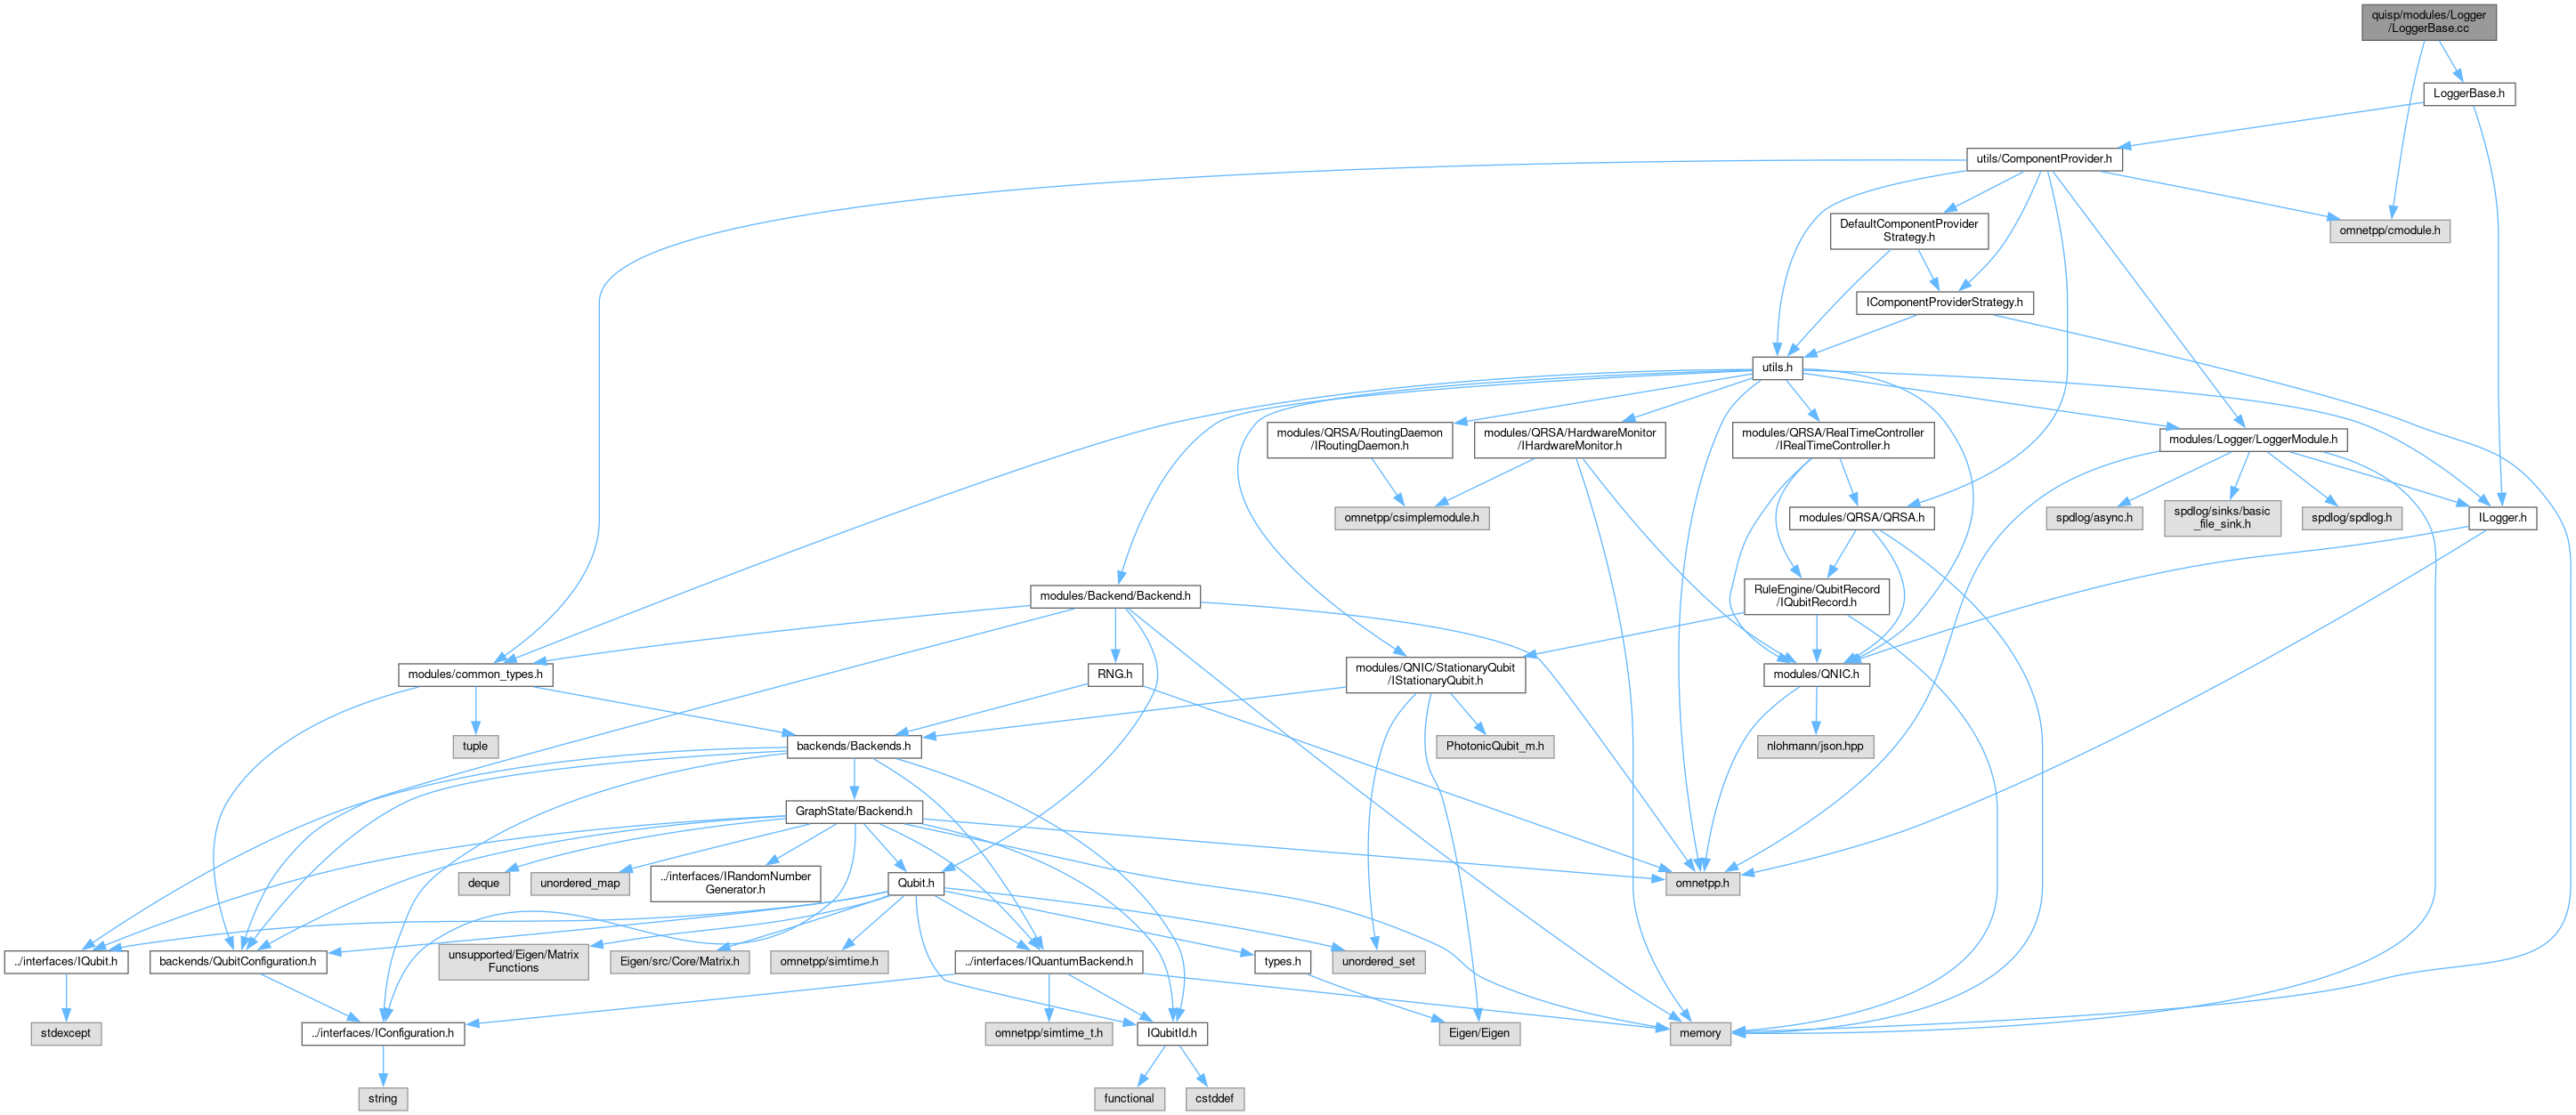 quisp/modules/Logger
/LoggerBase.cc
LoggerBase.h
utils/ComponentProvider.h
DefaultComponentProvider
Strategy.h
omnetpp/cmodule.h
IComponentProviderStrategy.h
utils.h
modules/QRSA/RoutingDaemon
/IRoutingDaemon.h
modules/QRSA/HardwareMonitor
/IHardwareMonitor.h
modules/QRSA/RealTimeController
/IRealTimeController.h
modules/Logger/LoggerModule.h
omnetpp/csimplemodule.h
modules/QRSA/QRSA.h
spdlog/async.h
spdlog/sinks/basic
_file_sink.h
spdlog/spdlog.h
ILogger.h
modules/Backend/Backend.h
RuleEngine/QubitRecord
/IQubitRecord.h
modules/common_types.h
RNG.h
modules/QNIC/StationaryQubit
/IStationaryQubit.h
modules/QNIC.h
tuple
backends/Backends.h
PhotonicQubit_m.h
nlohmann/json.hpp
GraphState/Backend.h
deque
unordered_map
../interfaces/IRandomNumber
Generator.h
Qubit.h
omnetpp.h
../interfaces/IQubit.h
backends/QubitConfiguration.h
unsupported/Eigen/Matrix
Functions
Eigen/src/Core/Matrix.h
omnetpp/simtime.h
../interfaces/IQuantumBackend.h
types.h
unordered_set
stdexcept
../interfaces/IConfiguration.h
omnetpp/simtime_t.h
IQubitId.h
Eigen/Eigen
memory
string
functional
cstddef